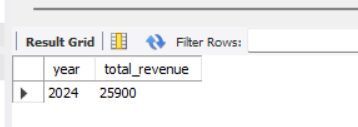 Result Grid Filter Rows:
year total_revenue
2024 25900